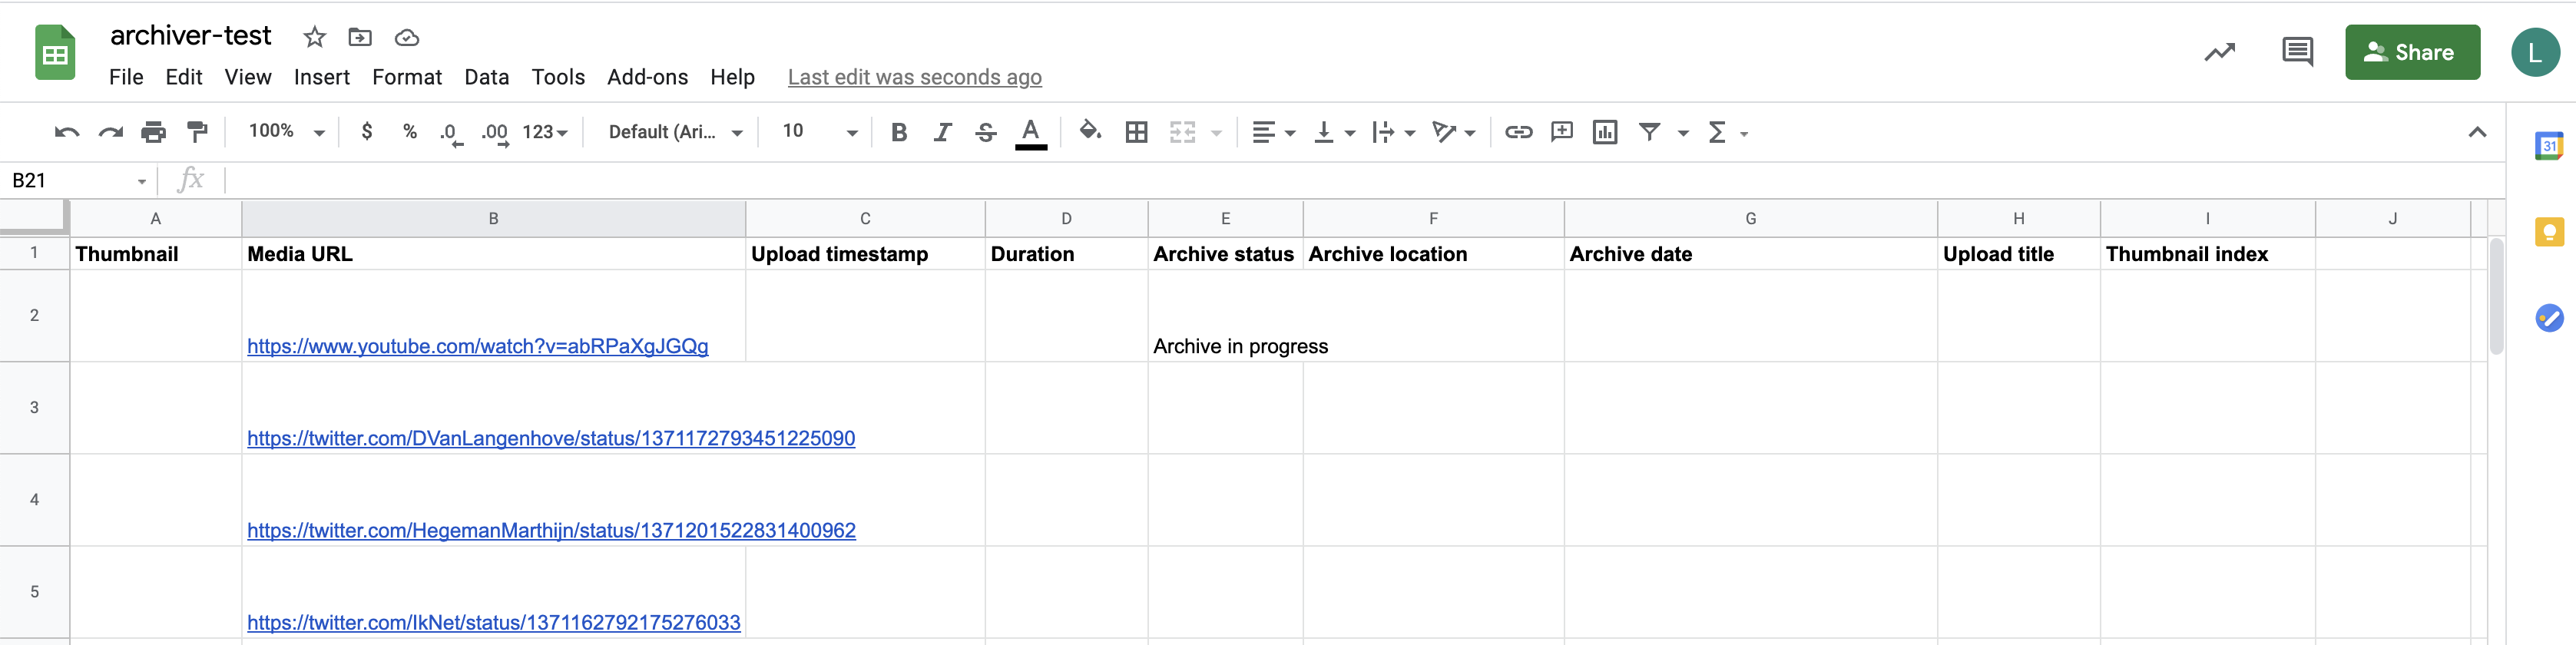 archiver-test
File Edit View Insert Format Data Tools Add-ons Help Last edit was seconds ago
Share
L
100% $ % .0 .00 123 Default (Ari... 10 B I S A Σ
31
B21 fx
A B C D E F G H I J
1 Thumbnail Media URL Upload timestamp Duration Archive status Archive location Archive date Upload title Thumbnail index
2 https://www.youtube.com/watch?v=abRPaXgJGQg Archive in progress
3 https://twitter.com/DVanLangenhove/status/1371172793451225090
4 https://twitter.com/HegemanMarthijn/status/1371201522831400962
5 https://twitter.com/IkNet/status/1371162792175276033